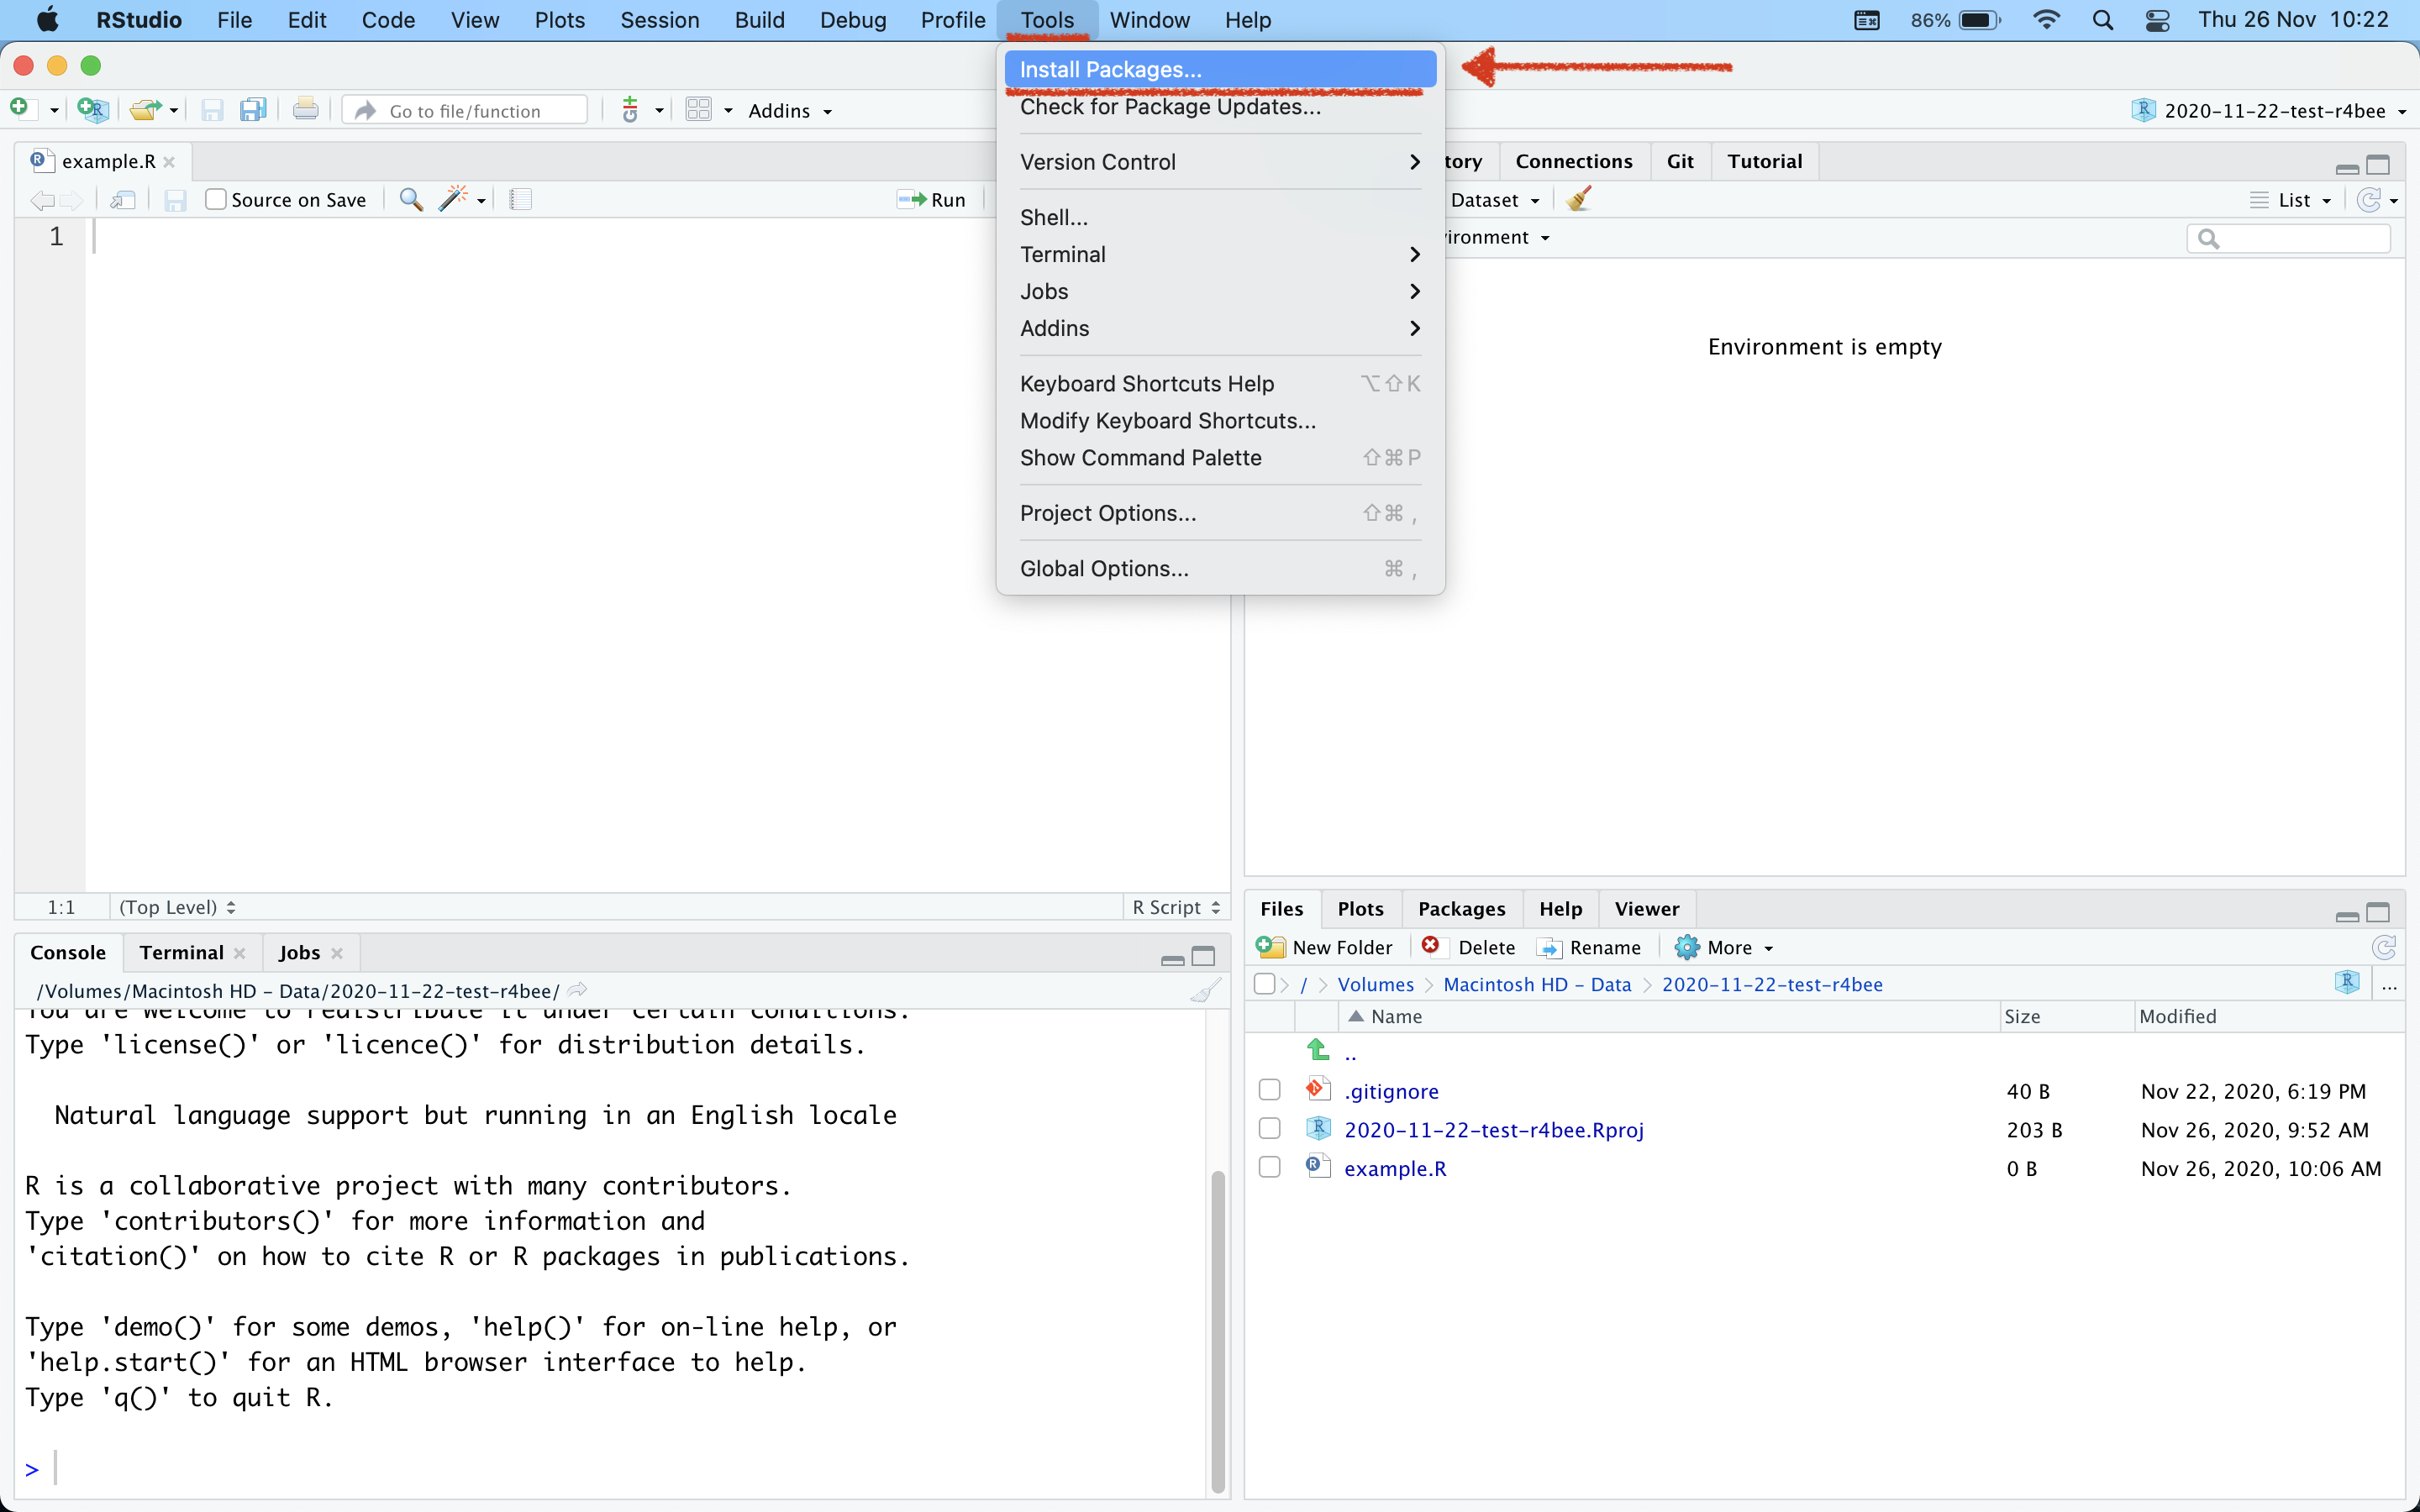 RStudio File Edit Code View Plots Session Build Debug Profile Tools Window Help 86% Thu 26 Nov 10:22
Install Packages...
Check for Package Updates...
Version Control
Shell...
Terminal
Jobs
Addins
Keyboard Shortcuts Help ⌥⇧K
Modify Keyboard Shortcuts...
Show Command Palette ⇧⌘P
Project Options... ⇧⌘,
Global Options... ⌘,
Go to file/function Addins 2020-11-22-test-r4bee
example.R
Source on Save Run
1
1:1 (Top Level) R Script
tory Connections Git Tutorial
Dataset List
ironment
Environment is empty
Console Terminal Jobs
/Volumes/Macintosh HD - Data/2020-11-22-test-r4bee/
You are welcome to redistribute it under certain conditions.
Type 'license()' or 'licence()' for distribution details.
Natural language support but running in an English locale
R is a collaborative project with many contributors.
Type 'contributors()' for more information and
'citation()' on how to cite R or R packages in publications.
Type 'demo()' for some demos, 'help()' for on-line help, or
'help.start()' for an HTML browser interface to help.
Type 'q()' to quit R.
>
Files Plots Packages Help Viewer
New Folder Delete Rename More
/ Volumes Macintosh HD - Data 2020-11-22-test-r4bee ...
Name Size Modified
..
.gitignore 40 B Nov 22, 2020, 6:19 PM
2020-11-22-test-r4bee.Rproj 203 B Nov 26, 2020, 9:52 AM
example.R 0 B Nov 26, 2020, 10:06 AM